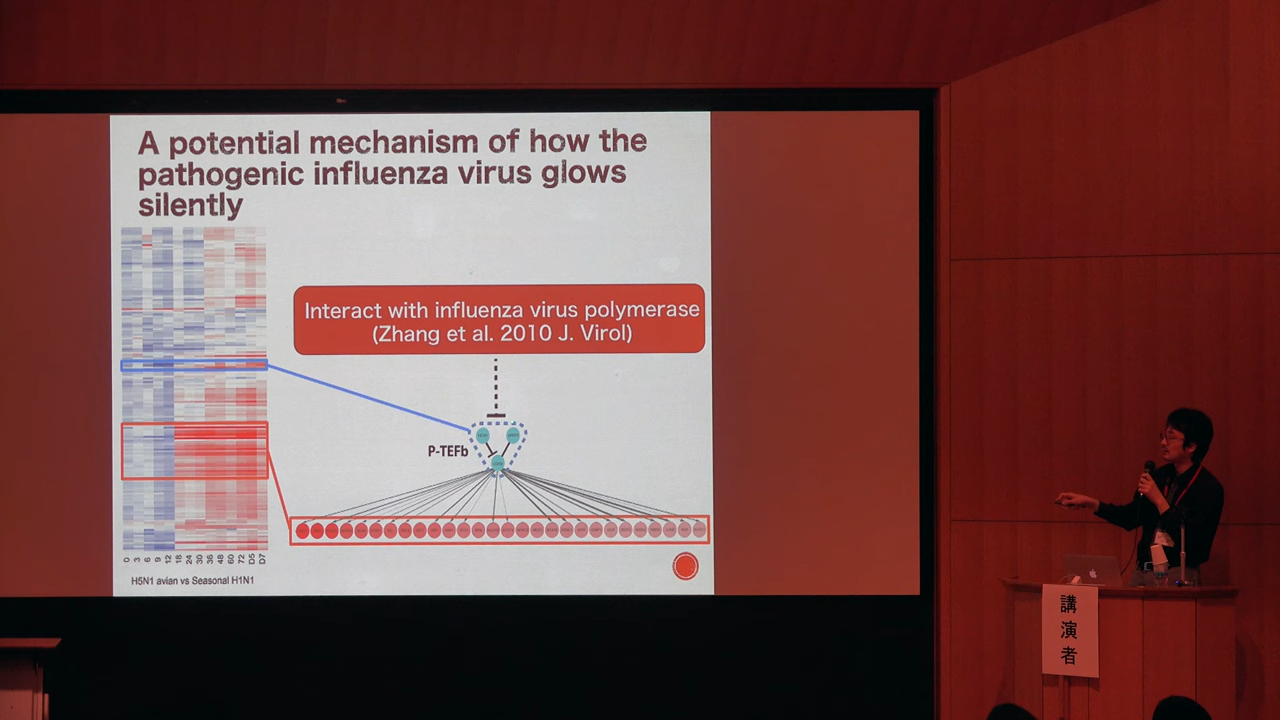 A potential mechanism of how the
pathogenic influenza virus glows
silently
Interact with influenza virus polymerase
(Zhang et al. 2010 J. Virol)
P-TEFb
0 3 6 9 12 18 24 30 36 48 60 72 D5 D7
H5N1 avian vs Seasonal H1N1
講
演
者